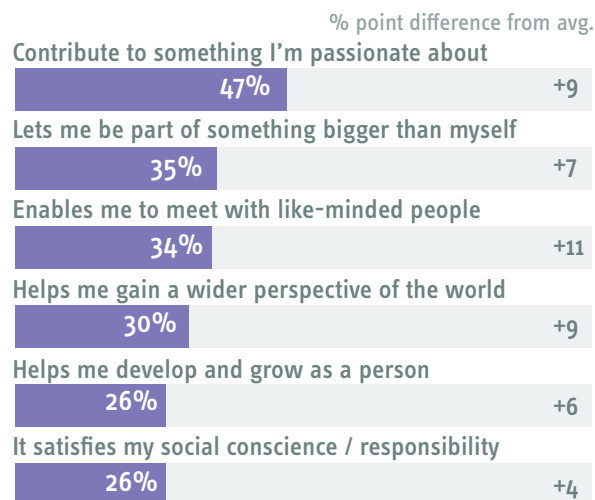 % point difference from avg.
Contribute to something I'm passionate about
47% +9
Lets me be part of something bigger than myself
35% +7
Enables me to meet with like-minded people
34% +11
Helps me gain a wider perspective of the world
30% +9
Helps me develop and grow as a person
26% +6
It satisfies my social conscience / responsibility
26% +4